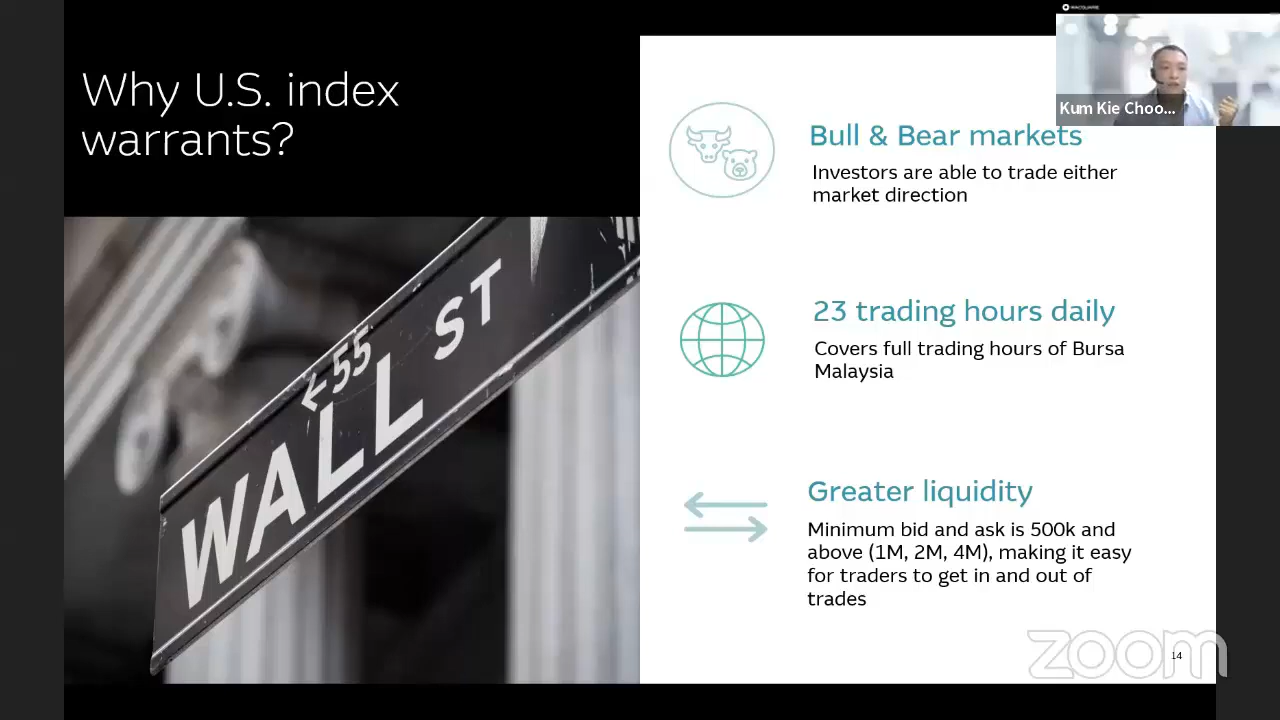 MACQUARIE
Kum Kie Choo...
Why U.S. index
warrants?
←55
WALL ST
Bull & Bear markets
Investors are able to trade either
market direction
23 trading hours daily
Covers full trading hours of Bursa
Malaysia
Greater liquidity
Minimum bid and ask is 500k and
above (1M, 2M, 4M), making it easy
for traders to get in and out of
trades
zoom
14